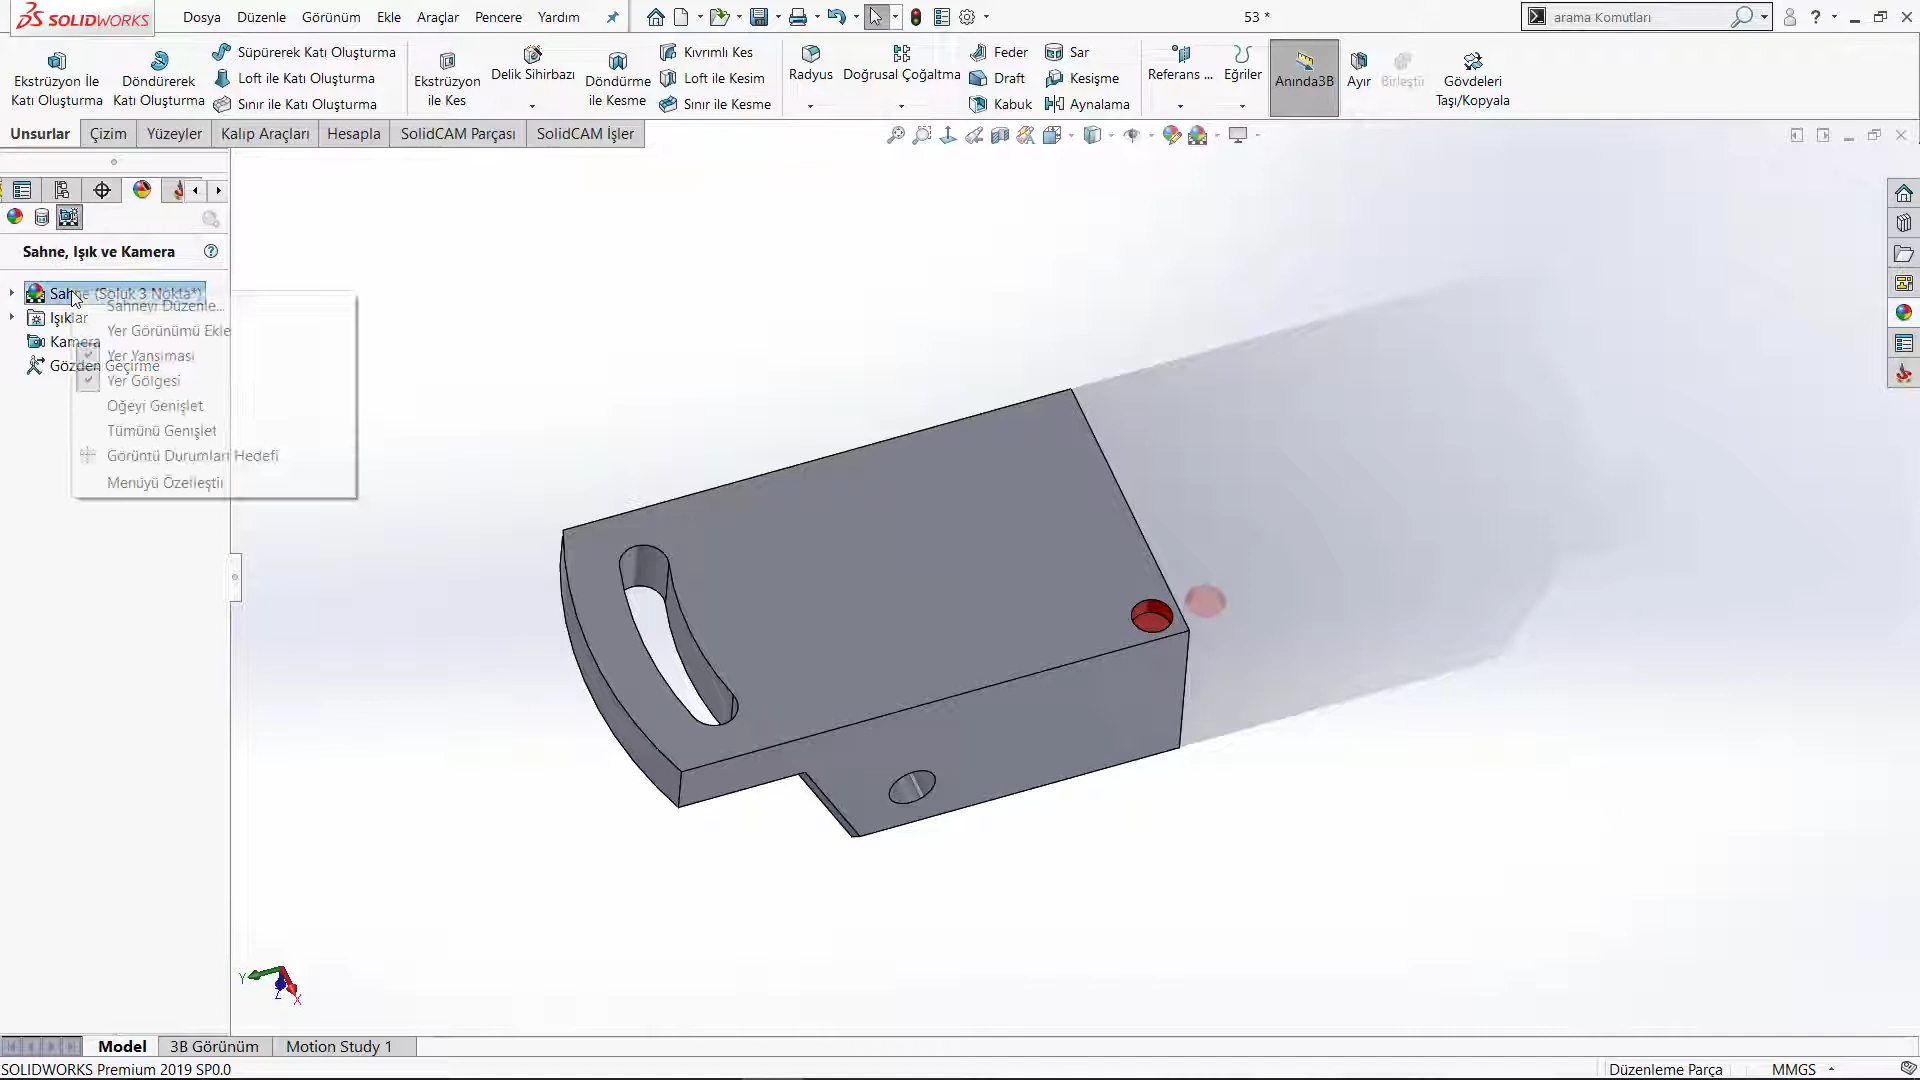 SOLIDWORKS
Dosya Düzenle Görünüm Ekle Araçlar Pencere Yardım
53 *
arama Komutları
Ekstrüzyon İle Katı Oluşturma
Döndürerek Katı Oluşturma
Süpürerek Katı Oluşturma
Loft ile Katı Oluşturma
Sınır ile Katı Oluşturma
Ekstrüzyon ile Kes
Delik Sihirbazı
Döndürme ile Kesme
Kıvrımlı Kes
Loft ile Kesim
Sınır ile Kesme
Radyus
Doğrusal Çoğaltma
Feder
Draft
Kabuk
Sar
Kesişme
Aynalama
Referans ...
Eğriler
Anında3B
Ayır
Birleştir
Gövdeleri Taşı/Kopyala
Unsurlar Çizim Yüzeyler Kalıp Araçları Hesapla SolidCAM Parçası SolidCAM İşler
Sahne, Işık ve Kamera
Sahne (Soluk 3 Nokta*)
Işıklar
Kamera
Gözden Geçirme
Sahneyi Düzenle...
Yer Görünümü Ekle
Yer Yansıması
Yer Gölgesi
Öğeyi Genişlet
Tümünü Genişlet
Görüntü Durumları Hedefi
Menüyü Özelleştir
Y
Z
X
Model 3B Görünüm Motion Study 1
SOLIDWORKS Premium 2019 SP0.0
Düzenleme Parça
MMGS